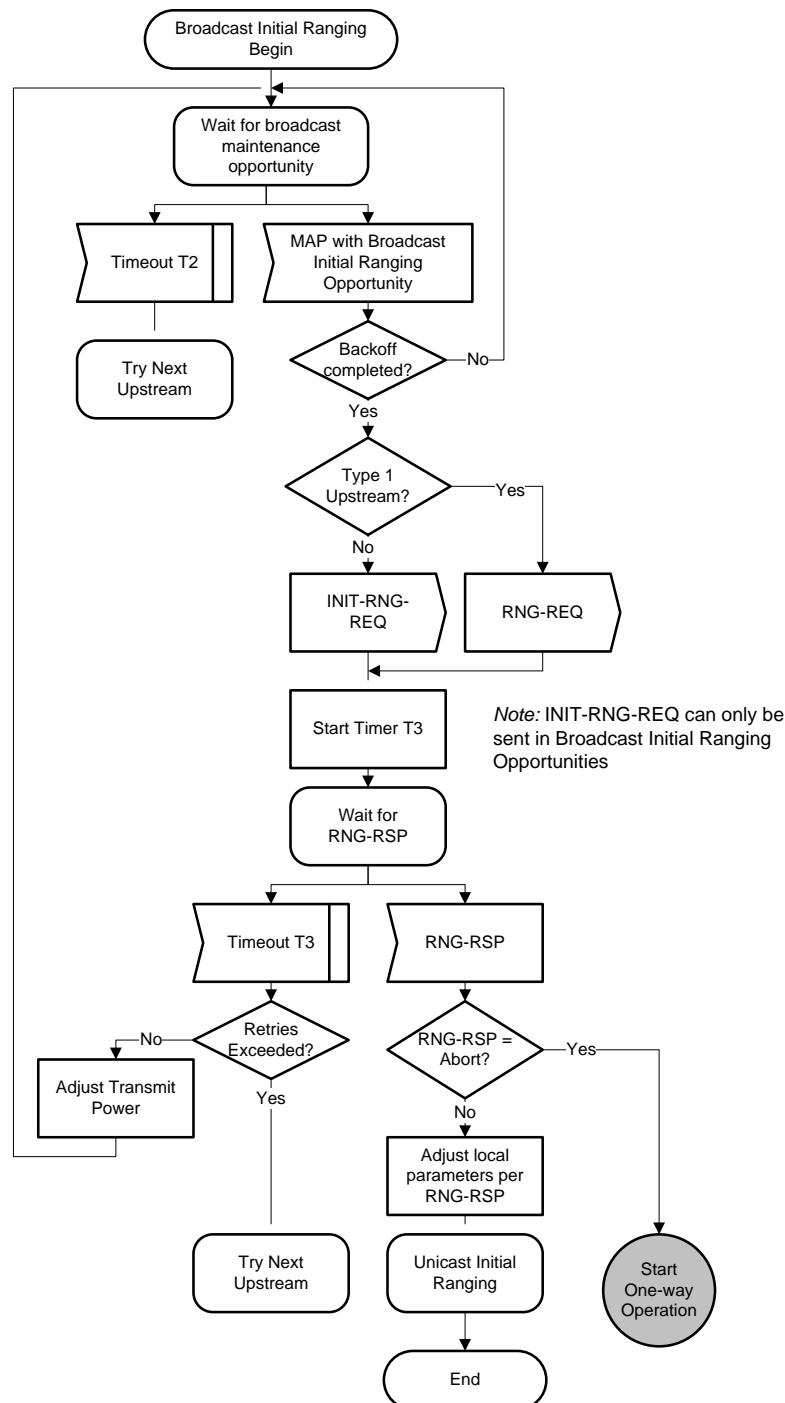 Broadcast Initial Ranging
Begin
Wait for broadcast
maintenance
opportunity
Timeout T2
MAP with Broadcast
Initial Ranging
Opportunity
Try Next
Upstream
Backoff
completed?
No
Yes
Type 1
Upstream?
Yes
No
INIT-RNG-
REQ
RNG-REQ
Start Timer T3
Note: INIT-RNG-REQ can only be
sent in Broadcast Initial Ranging
Opportunities
Wait for
RNG-RSP
Timeout T3
RNG-RSP
No
Retries
Exceeded?
RNG-RSP =
Abort?
Yes
Adjust Transmit
Power
Yes
No
Adjust local
parameters per
RNG-RSP
Try Next
Upstream
Unicast Initial
Ranging
Start
One-way
Operation
End